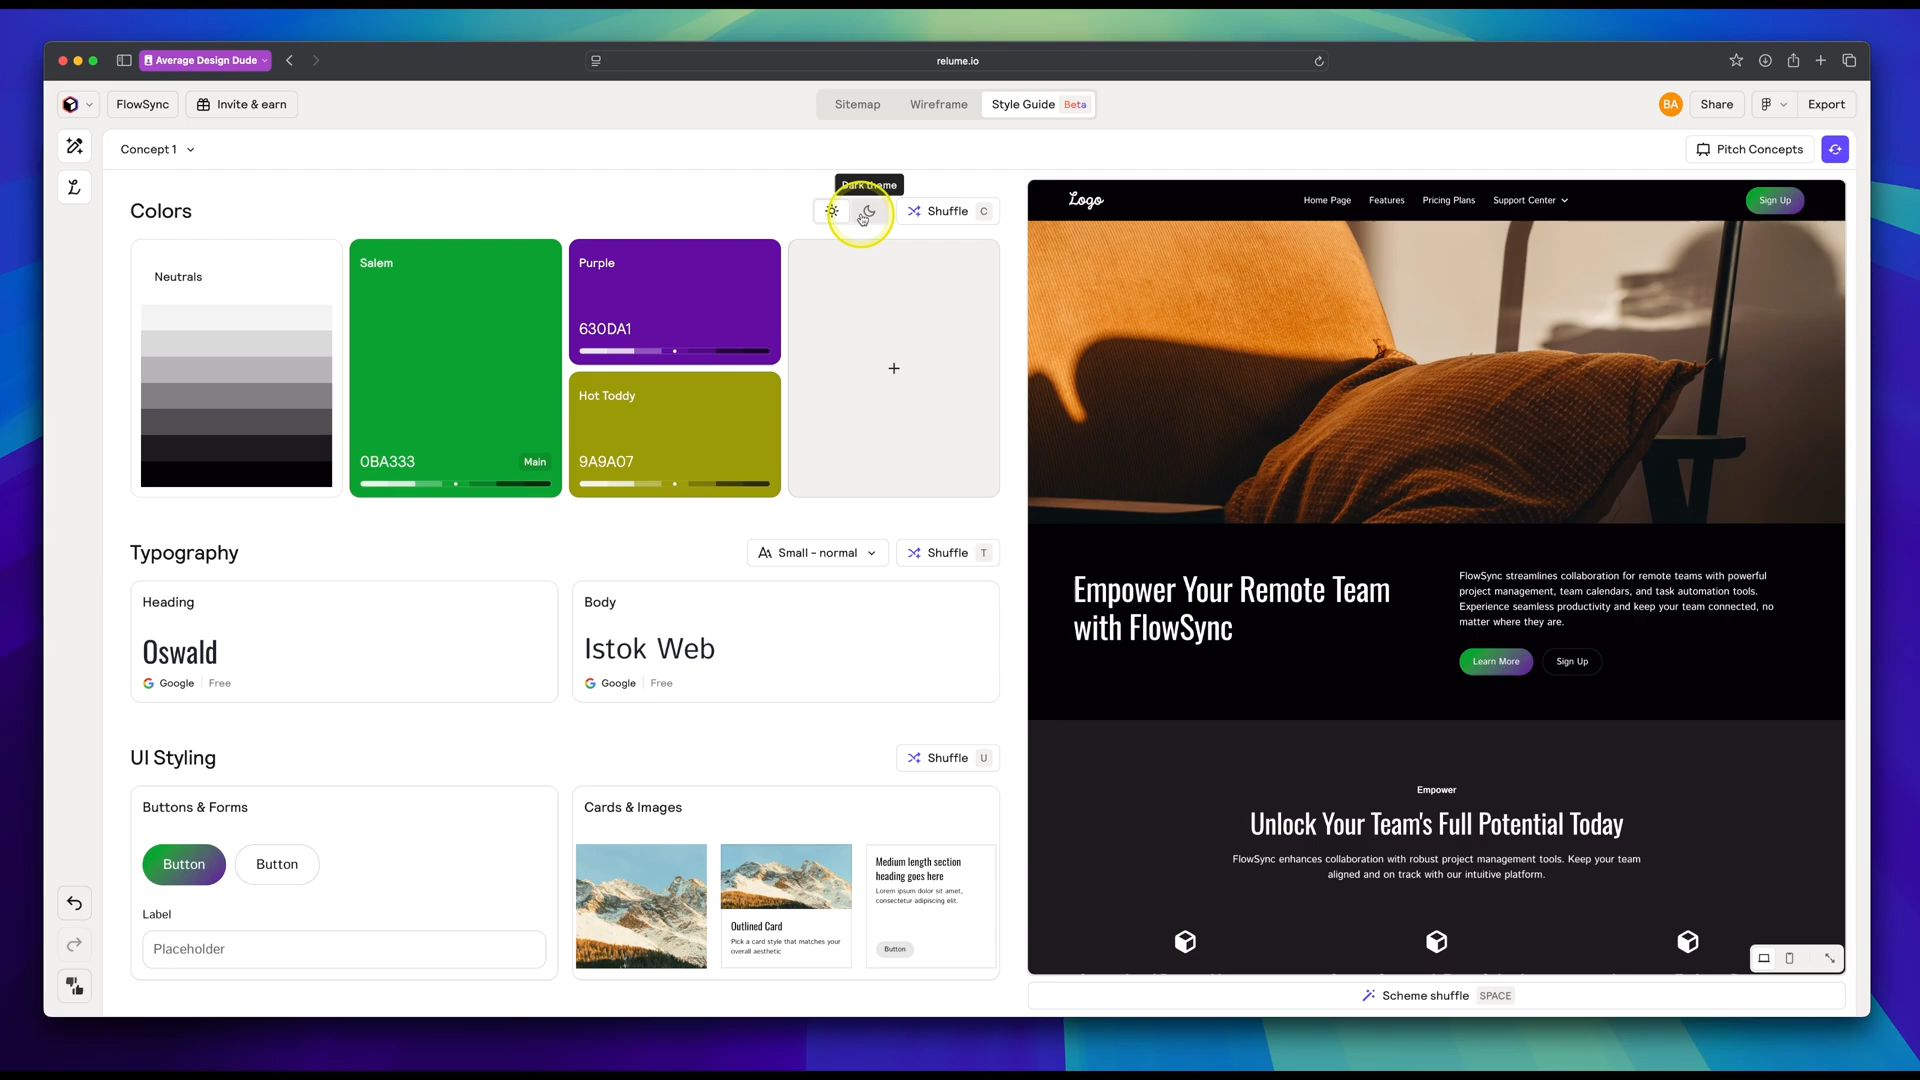 Average Design Dude
relume.io
FlowSync
Invite & earn
Sitemap
Wireframe
Style Guide Beta
BA
Share
Export
Concept 1
Pitch Concepts
Dark theme
Colors
Shuffle C
Neutrals
Salem
0BA333
Main
Purple
630DA1
Hot Toddy
9A9A07
Typography
Small - normal
Shuffle T
Heading
Oswald
Google Free
Body
Istok Web
Google Free
UI Styling
Shuffle U
Buttons & Forms
Button
Button
Label
Placeholder
Cards & Images
Outlined Card
Pick a card style that matches your
overall aesthetic
Medium length section
heading goes here
Lorem ipsum dolor sit amet,
consectetur adipiscing elit.
Button
Logo
Home Page
Features
Pricing Plans
Support Center
Sign Up
Empower Your Remote Team
with FlowSync
FlowSync streamlines collaboration for remote teams with powerful
project management, team calendars, and task automation tools.
Experience seamless productivity and keep your team connected, no
matter where they are.
Learn More
Sign Up
Empower
Unlock Your Team's Full Potential Today
FlowSync enhances collaboration with robust project management tools. Keep your team
aligned and on track with our intuitive platform.
Scheme shuffle SPACE